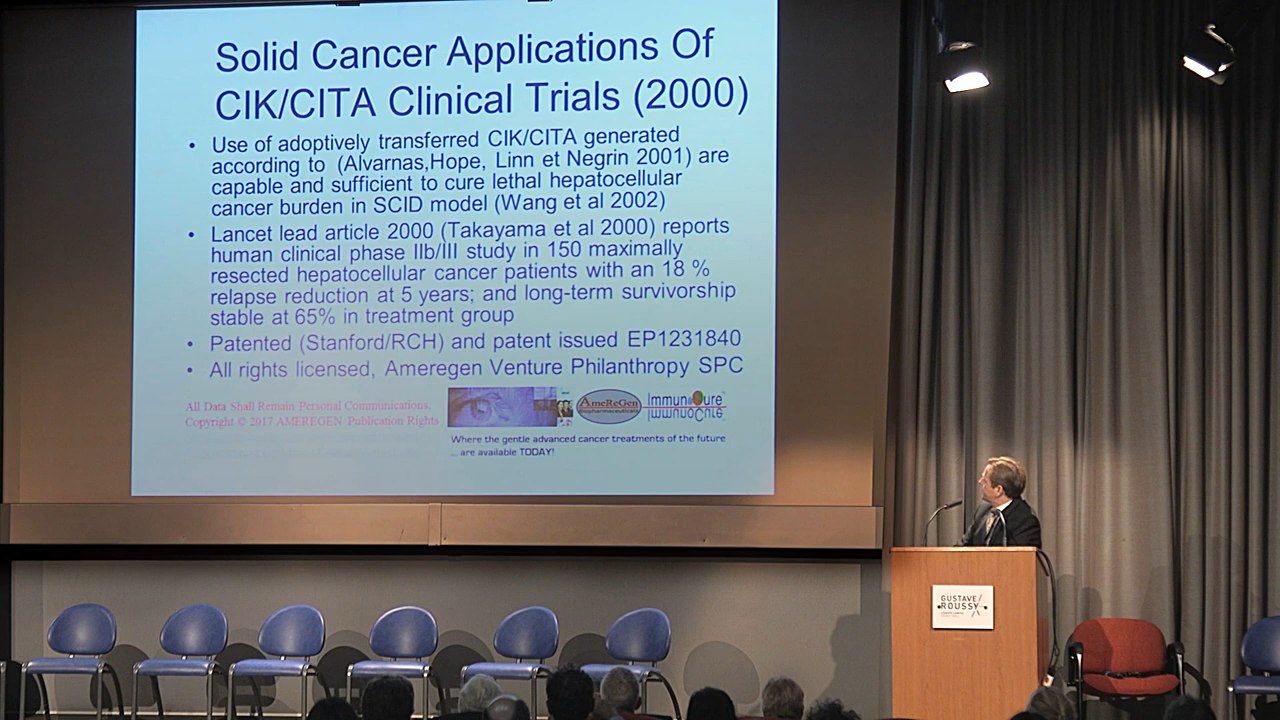 Solid Cancer Applications Of
CIK/CITA Clinical Trials (2000)
• Use of adoptively transferred CIK/CITA generated
according to (Alvarnas,Hope, Linn et Negrin 2001) are
capable and sufficient to cure lethal hepatocellular
cancer burden in SCID model (Wang et al 2002)
• Lancet lead article 2000 (Takayama et al 2000) reports
human clinical phase IIb/III study in 150 maximally
resected hepatocellular cancer patients with an 18 %
relapse reduction at 5 years; and long-term survivorship
stable at 65% in treatment group
• Patented (Stanford/RCH) and patent issued EP1231840
• All rights licensed, Ameregen Venture Philanthropy SPC
All Data Shall Remain Personal Communications.
Copyright © 2017 AMEREGEN Publication Rights
AmeReGen
Biopharmaceuticals
ImmunoCure
Where the gentle advanced cancer treatments of the future
... are available TODAY!
GUSTAVE
ROUSSY